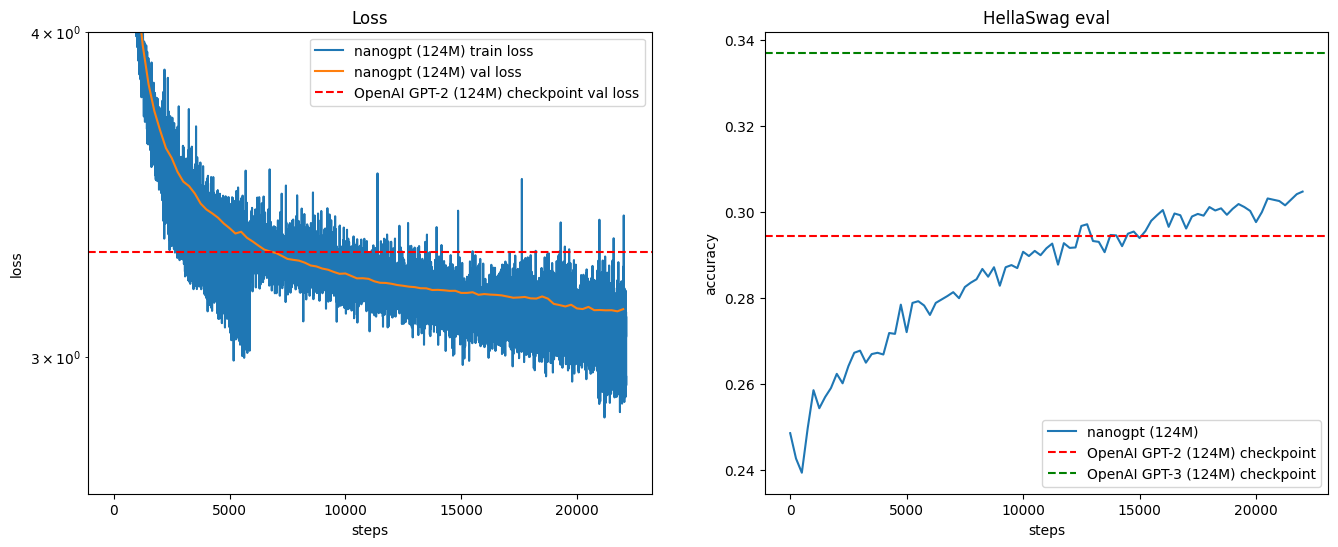 Loss
4 × 10⁰
3 × 10⁰
loss
nanogpt (124M) train loss
nanogpt (124M) val loss
OpenAI GPT-2 (124M) checkpoint val loss
0 5000 10000 15000 20000
steps
HellaSwag eval
0.34
0.32
0.30
0.28
0.26
0.24
accuracy
nanogpt (124M)
OpenAI GPT-2 (124M) checkpoint
OpenAI GPT-3 (124M) checkpoint
0 5000 10000 15000 20000
steps